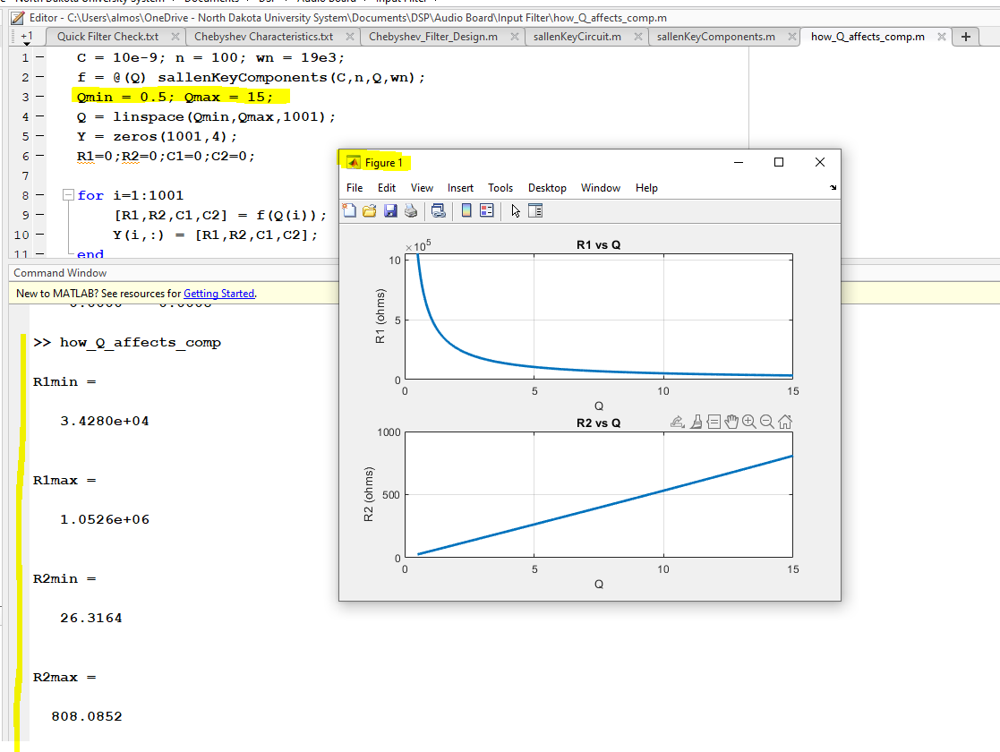 Editor - C:\Users\almos\OneDrive - North Dakota University System\Documents\DSP\Audio Board\Input Filter\how_Q_affects_comp.m
+1 Quick Filter Check.txt Chebyshev Characteristics.txt Chebyshev_Filter_Design.m sallenKeyCircuit.m sallenKeyComponents.m how_Q_affects_comp.m +
1 C = 10e-9; n = 100; wn = 19e3;
2 f = @(Q) sallenKeyComponents(C,n,Q,wn);
3 Qmin = 0.5; Qmax = 15;
4 Q = linspace(Qmin,Qmax,1001);
5 Y = zeros(1001,4);
6 R1=0;R2=0;C1=0;C2=0;
7
8 for i=1:1001
9 [R1,R2,C1,C2] = f(Q(i));
10 Y(i,:) = [R1,R2,C1,C2];
11 end
Command Window
New to MATLAB? See resources for Getting Started.
>> how_Q_affects_comp
R1min =
3.4280e+04
R1max =
1.0526e+06
R2min =
26.3164
R2max =
808.0852
Figure 1
File Edit View Insert Tools Desktop Window Help
R1 vs Q
×10⁵
10
5
0
R1 (ohms)
0 5 10 15
Q
R2 vs Q
1000
500
0
R2 (ohms)
0 5 10 15
Q